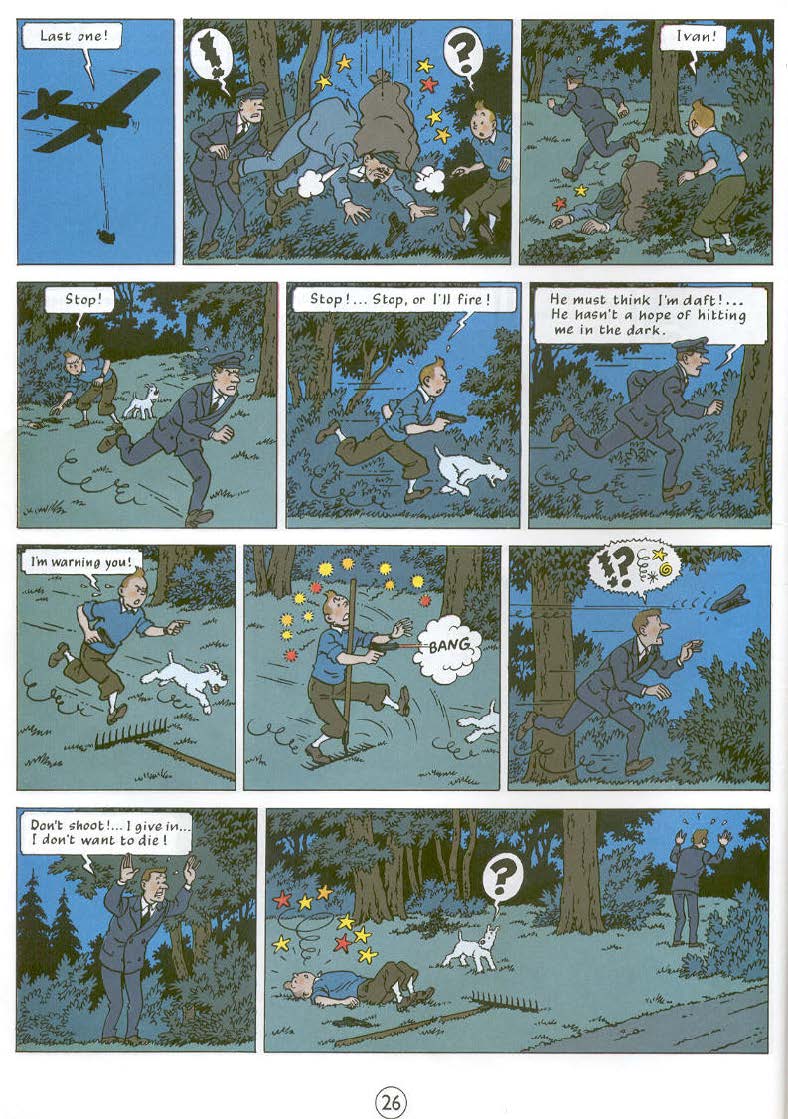 Last one!
!
?
Ivan!
Stop!
Stop!... Stop, or I'll fire!
He must think I'm daft!...
He hasn't a hope of hitting
me in the dark.
I'm warning you!
BANG
!?
Don't shoot!... I give in...
I don't want to die!
?
26